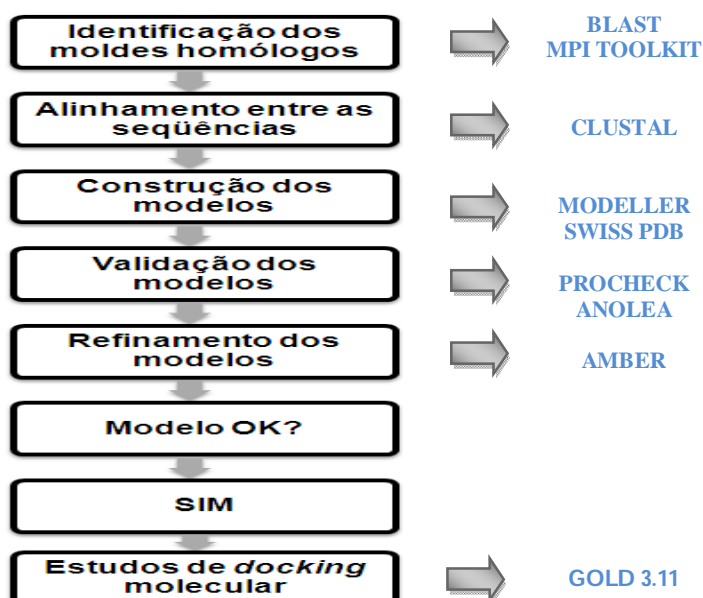 Identificação dos
moldes homólogos
BLAST
MPI TOOLKIT
Alinhamento entre as
seqüências
CLUSTAL
Construção dos
modelos
MODELLER
SWISS PDB
Validação dos
modelos
PROCHECK
ANOLEA
Refinamento dos
modelos
AMBER
Modelo OK?
SIM
Estudos de docking
molecular
GOLD 3.11